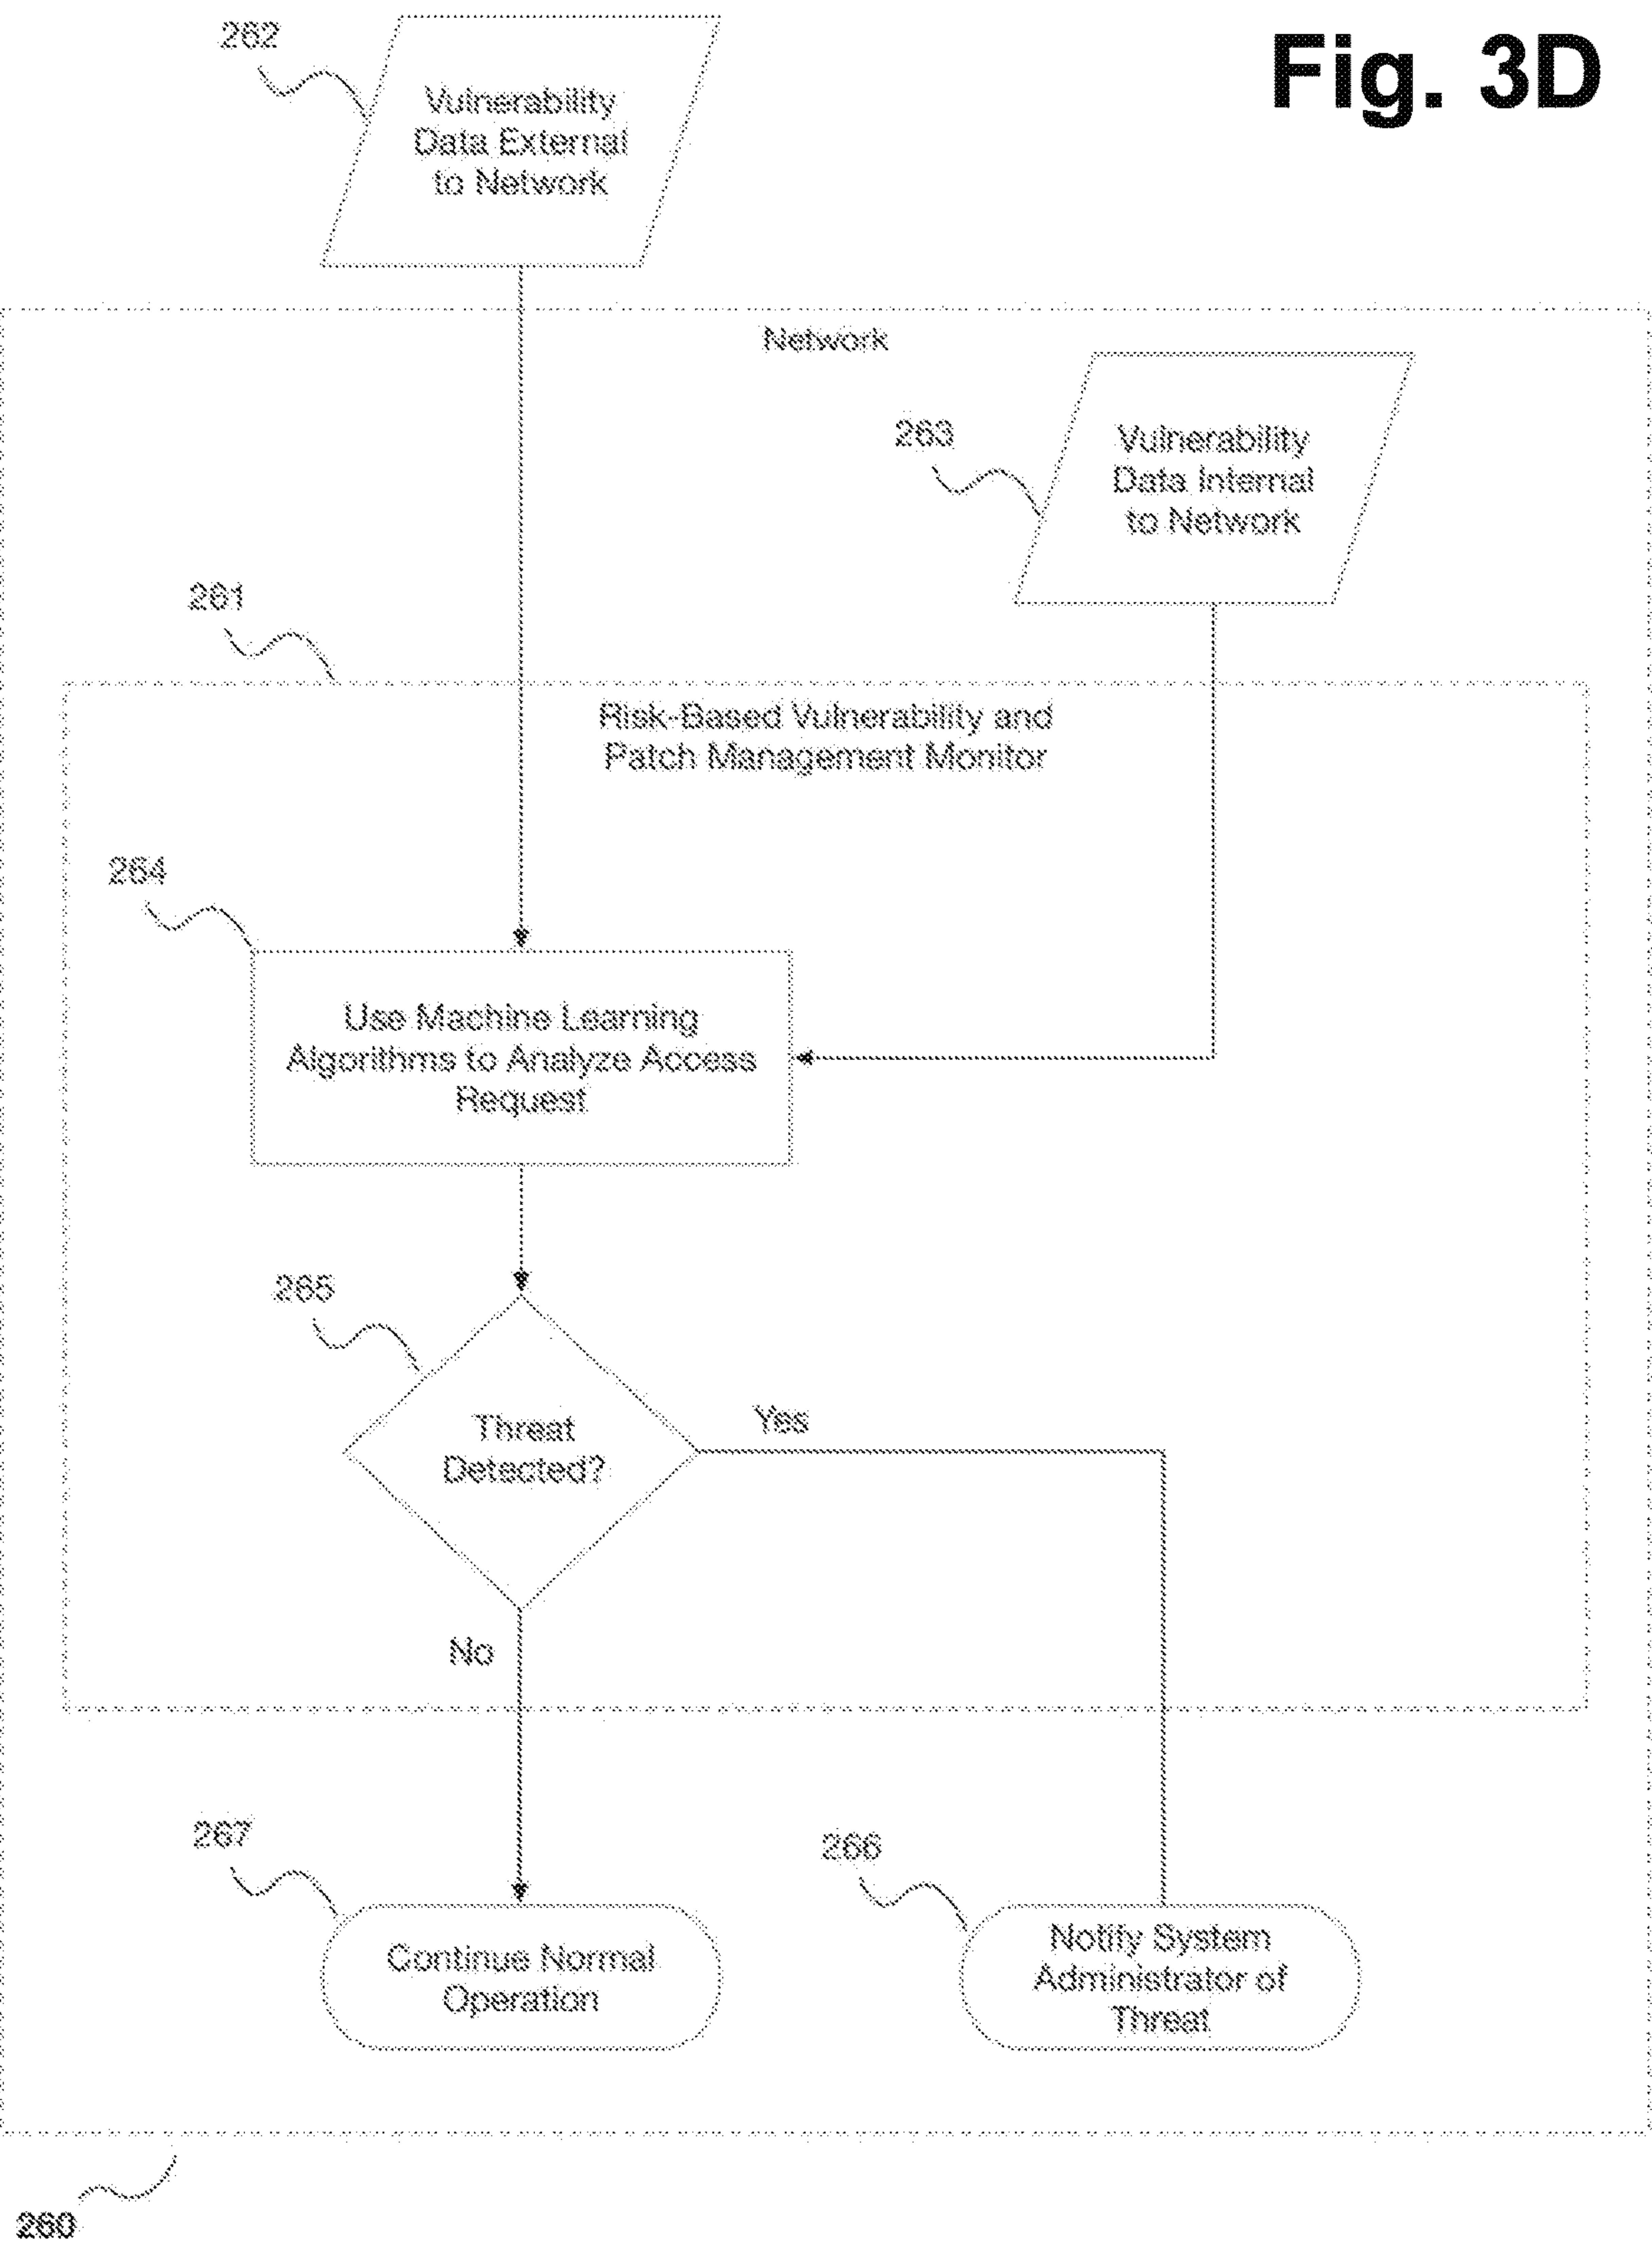 Fig. 3D
262
Vulnerability
Data External
to Network
Network
263
Vulnerability
Data Internal
to Network
261
Risk-Based Vulnerability and
Patch Management Monitor
264
Use Machine Learning
Algorithms to Analyze Access
Request
265
Threat
Detected?
Yes
No
267
Continue Normal
Operation
266
Notify System
Administrator of
Threat
260